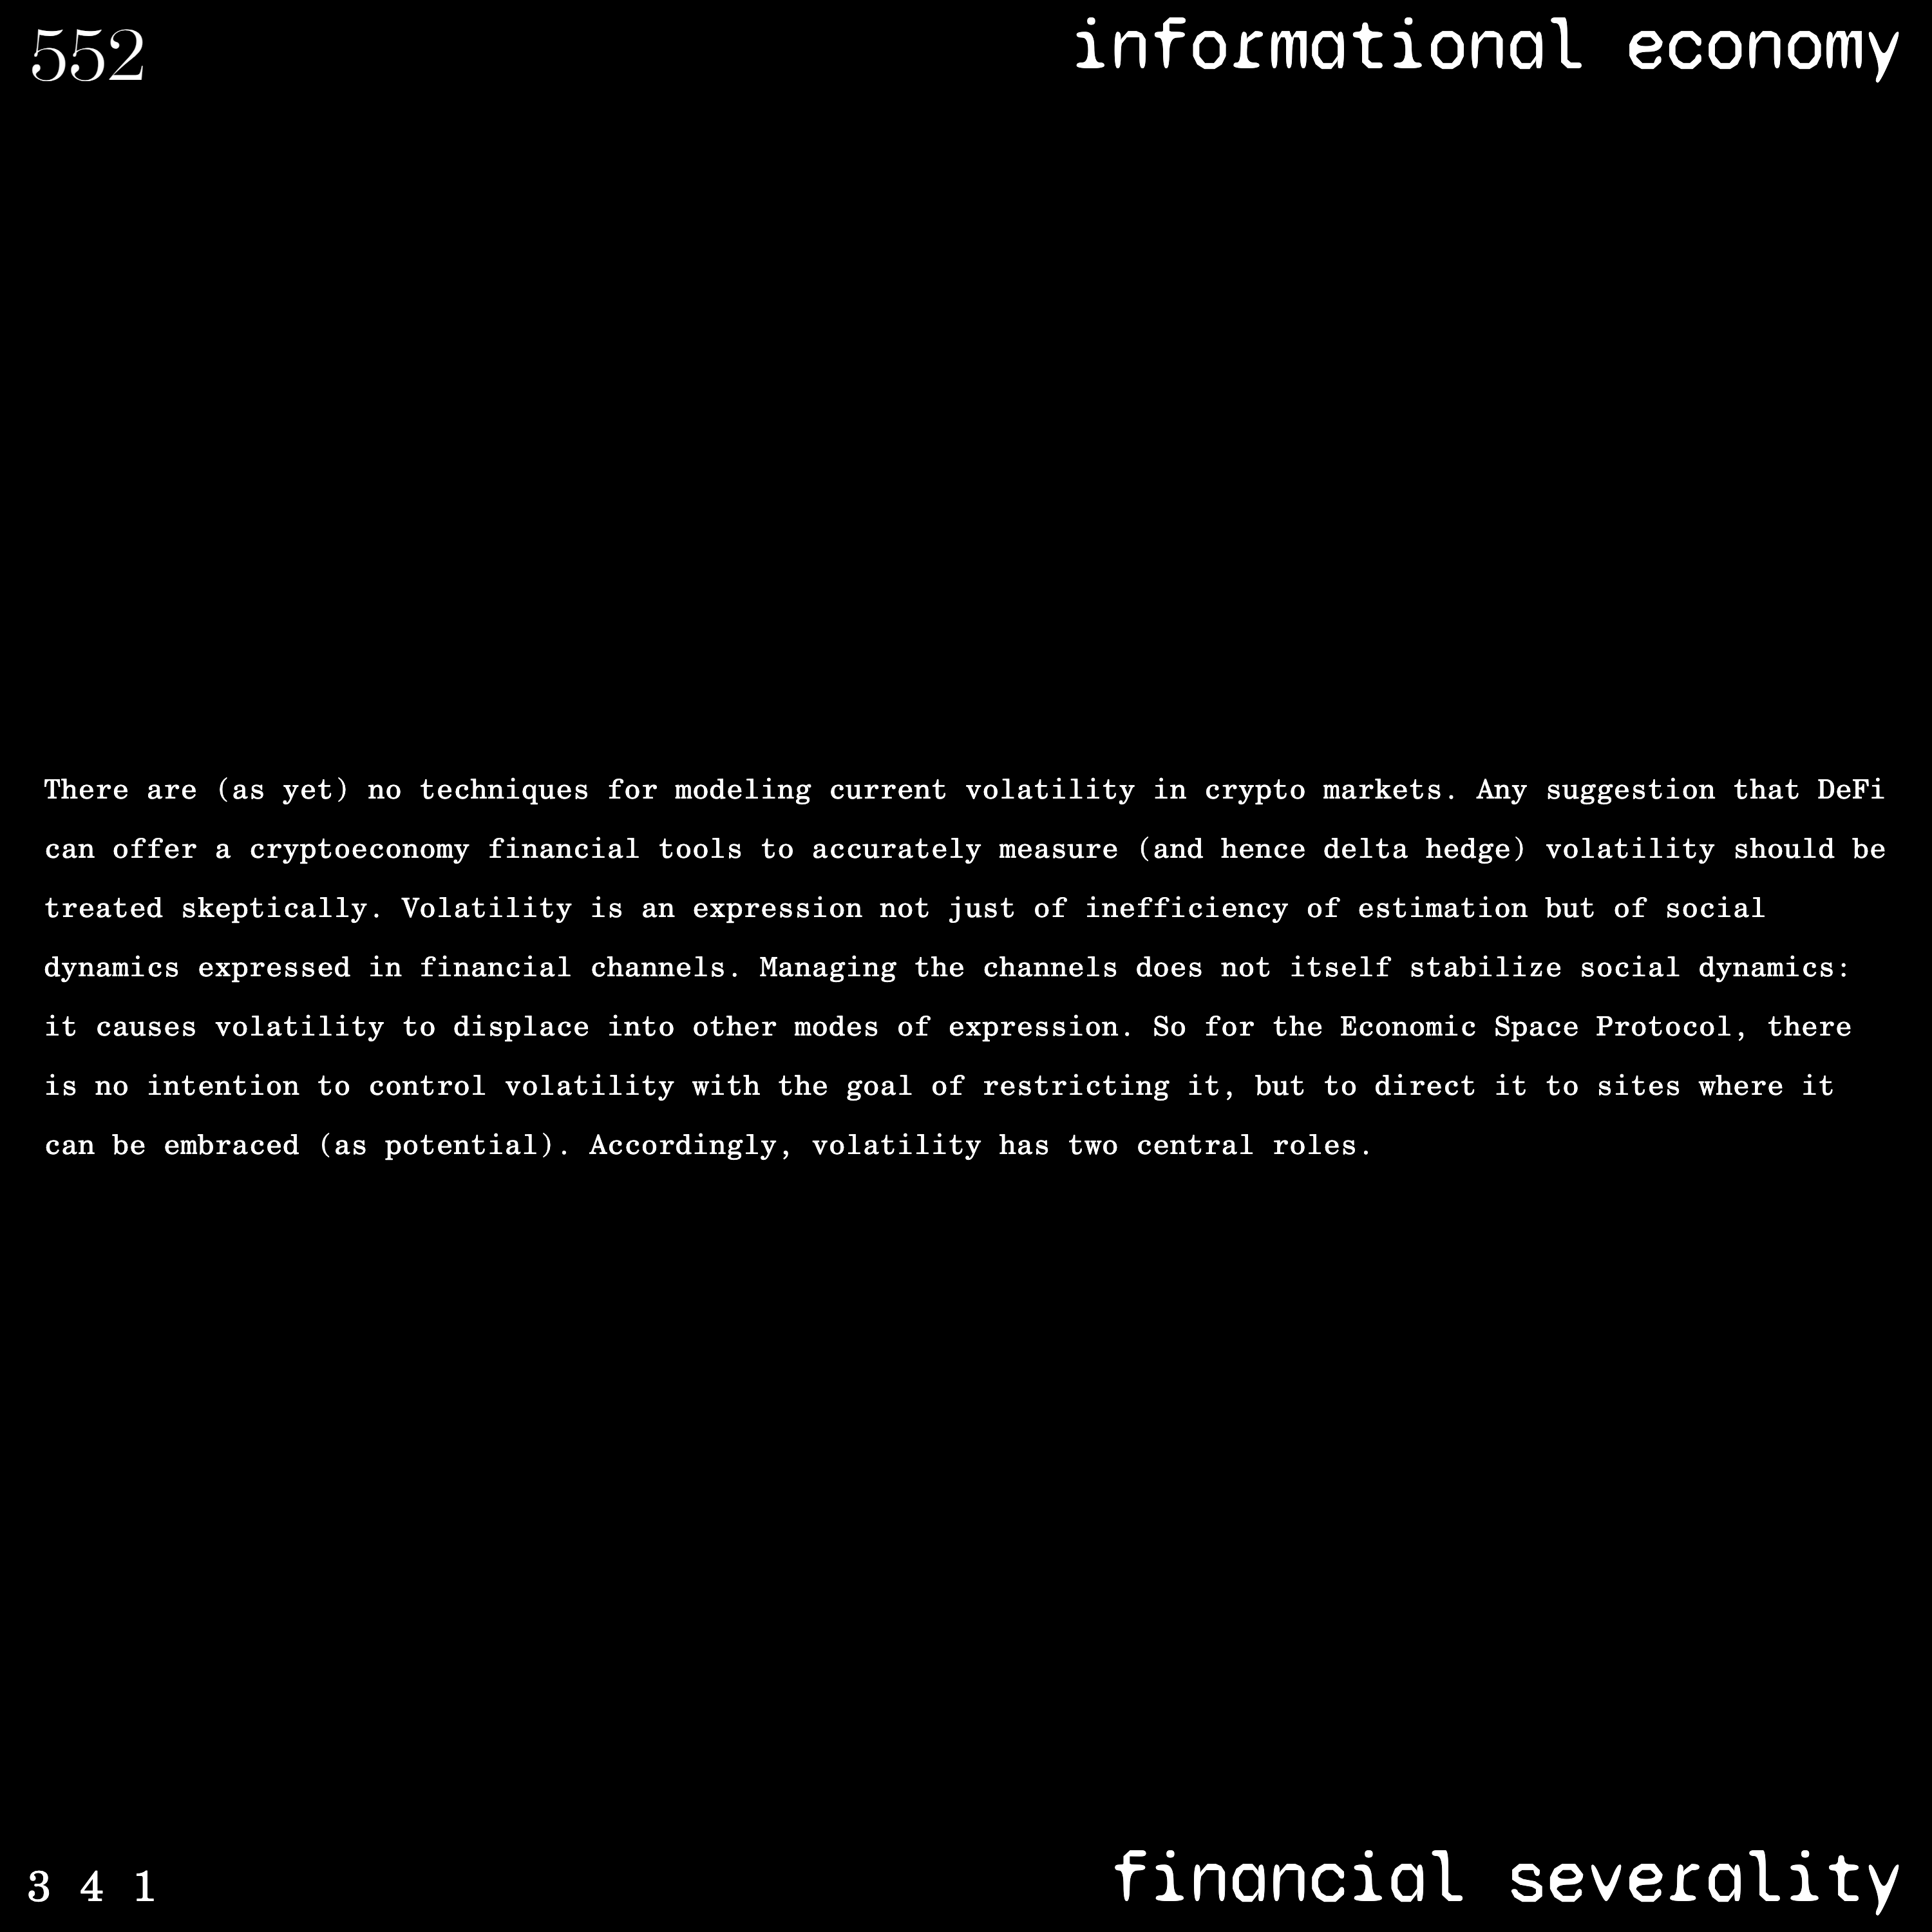 552
informational economy
There are (as yet) no techniques for modeling current volatility in crypto markets. Any suggestion that DeFi
can offer a cryptoeconomy financial tools to accurately measure (and hence delta hedge) volatility should be
treated skeptically. Volatility is an expression not just of inefficiency of estimation but of social
dynamics expressed in financial channels. Managing the channels does not itself stabilize social dynamics:
it causes volatility to displace into other modes of expression. So for the Economic Space Protocol, there
is no intention to control volatility with the goal of restricting it, but to direct it to sites where it
can be embraced (as potential). Accordingly, volatility has two central roles.
3 4 1
financial severality